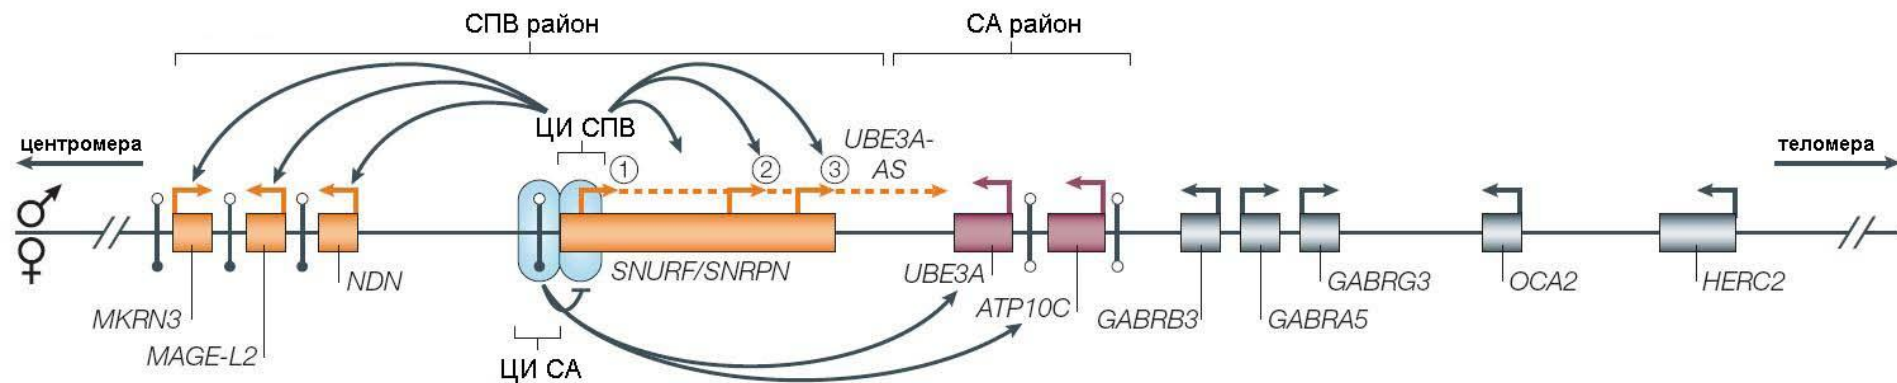 СПВ район
СА район
ЦИ СПВ
UBE3A-
AS
центромера
теломера
1
2
3
♂
♀
NDN
SNURF/SNRPN
UBE3A
GABRG3
OCA2
HERC2
MKRN3
ATP10C
GABRB3
GABRA5
MAGE-L2
ЦИ СА